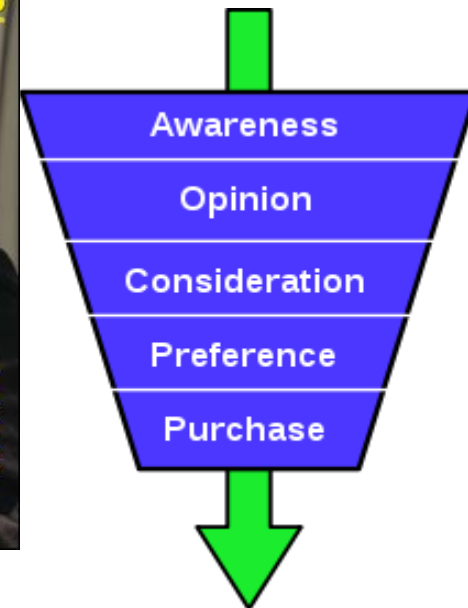 Awareness
Opinion
Consideration
Preference
Purchase